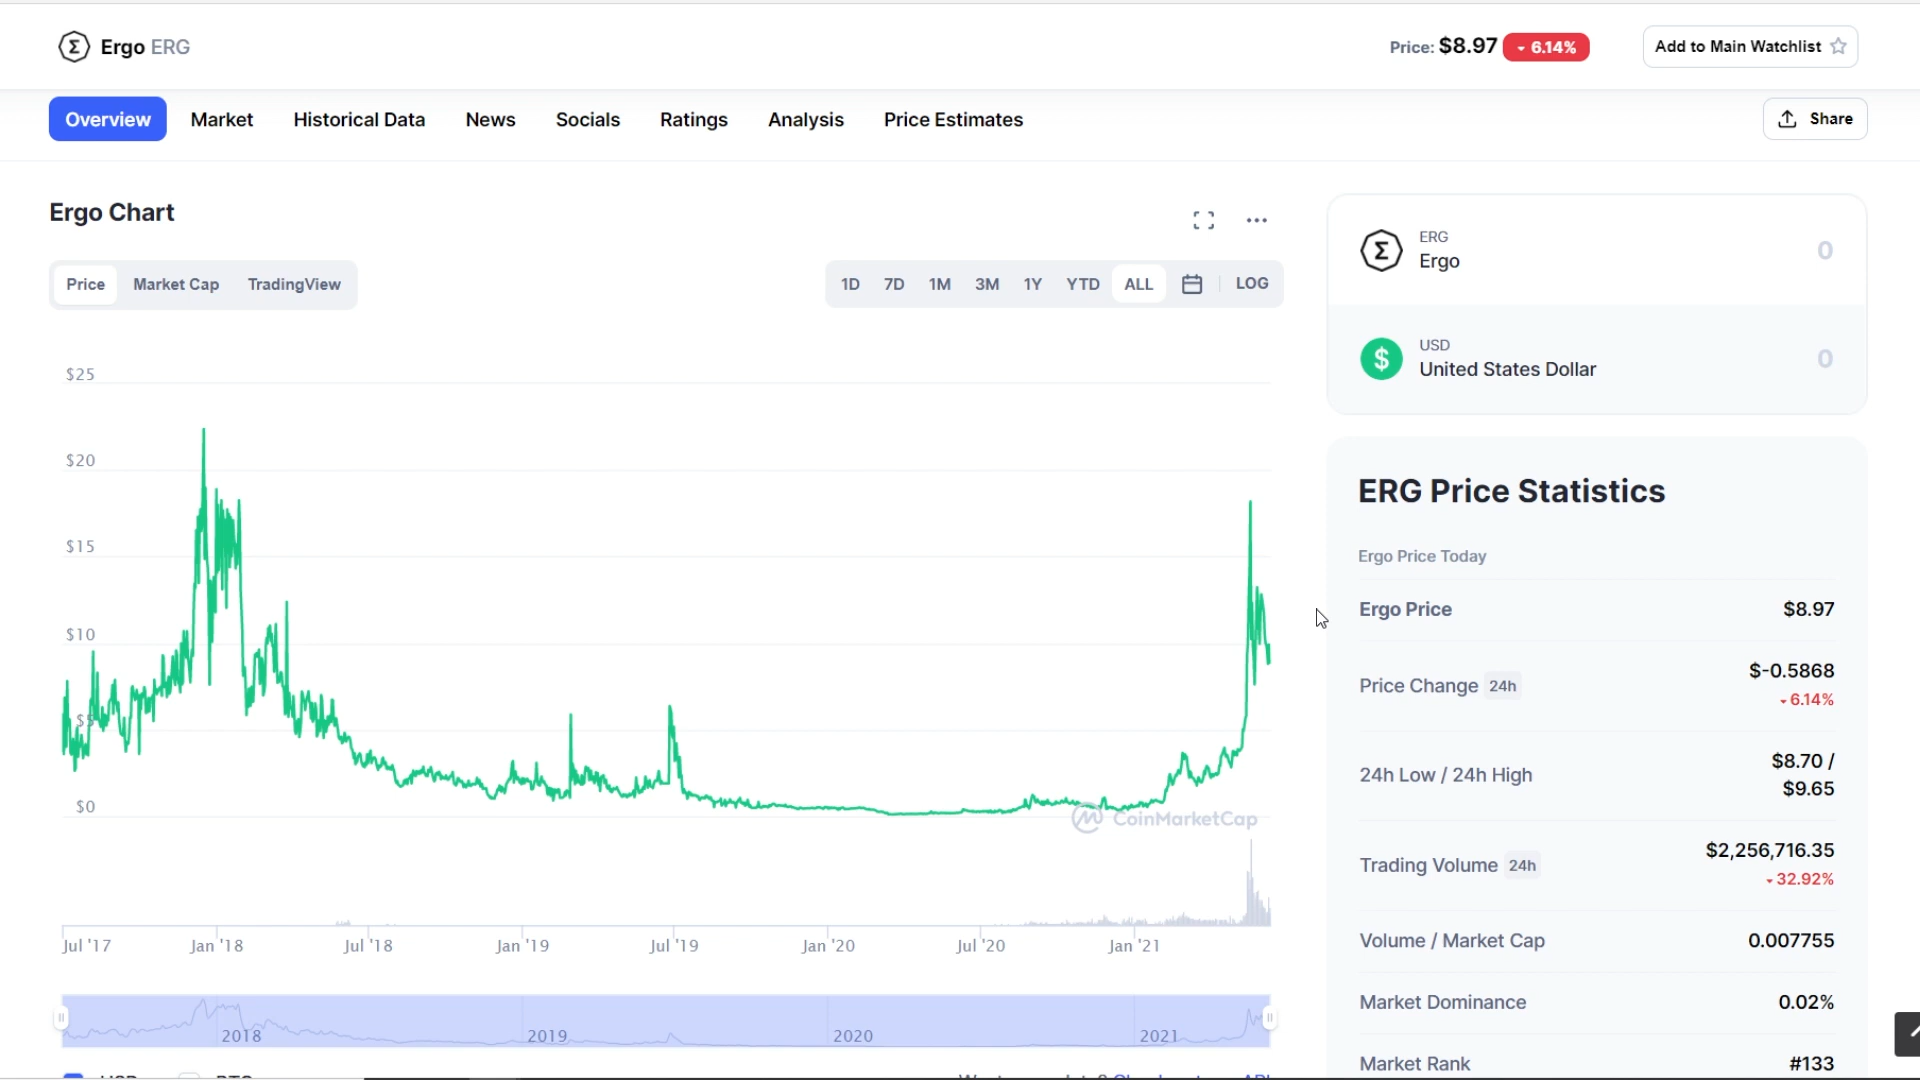 Ergo ERG
Price: $8.97 6.14%
Add to Main Watchlist
Overview Market Historical Data News Socials Ratings Analysis Price Estimates
Share
Ergo Chart
Price Market Cap TradingView
1D 7D 1M 3M 1Y YTD ALL LOG
$25
$20
$15
$10
$5
$0
CoinMarketCap
Jul '17 Jan '18 Jul '18 Jan '19 Jul '19 Jan '20 Jul '20 Jan '21
2018 2019 2020 2021
ERG
Ergo
0
USD
United States Dollar
0
ERG Price Statistics
Ergo Price Today
Ergo Price $8.97
Price Change 24h $-0.5868
6.14%
24h Low / 24h High $8.70 /
$9.65
Trading Volume 24h $2,256,716.35
32.92%
Volume / Market Cap 0.007755
Market Dominance 0.02%
Market Rank #133